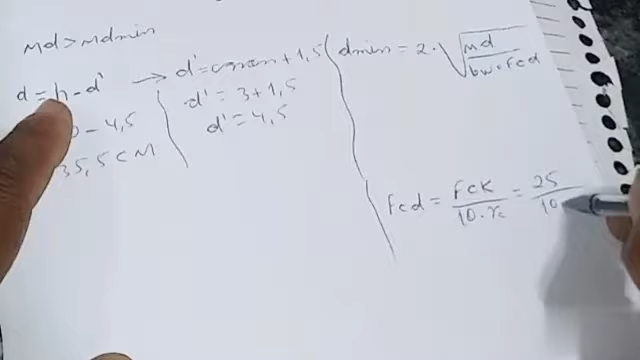 Md > Mdmin
d = h - d' → d' = cnom + 1,5
- 4,5
35,5 CM
d' = 3 + 1,5
d' = 4,5
dmin = 2 · √(Md / bw · Fcd)
Fcd = FCK / 10 · γc = 25 / 10